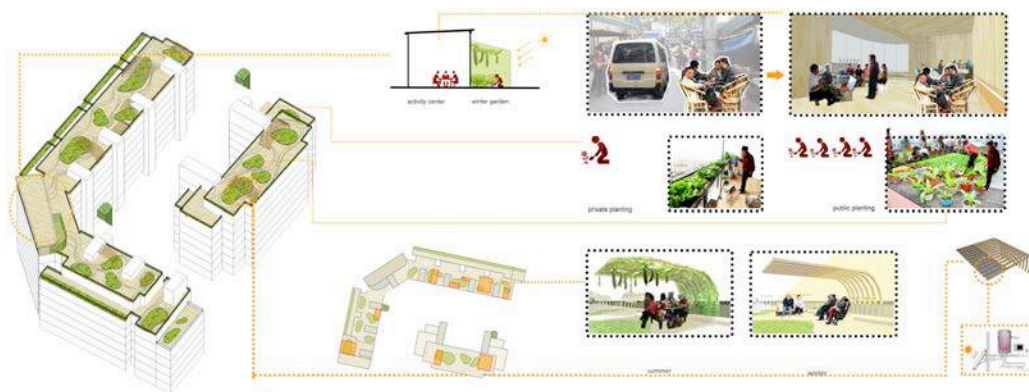 activity center
winter garden
private planting
public planting
summer
winter